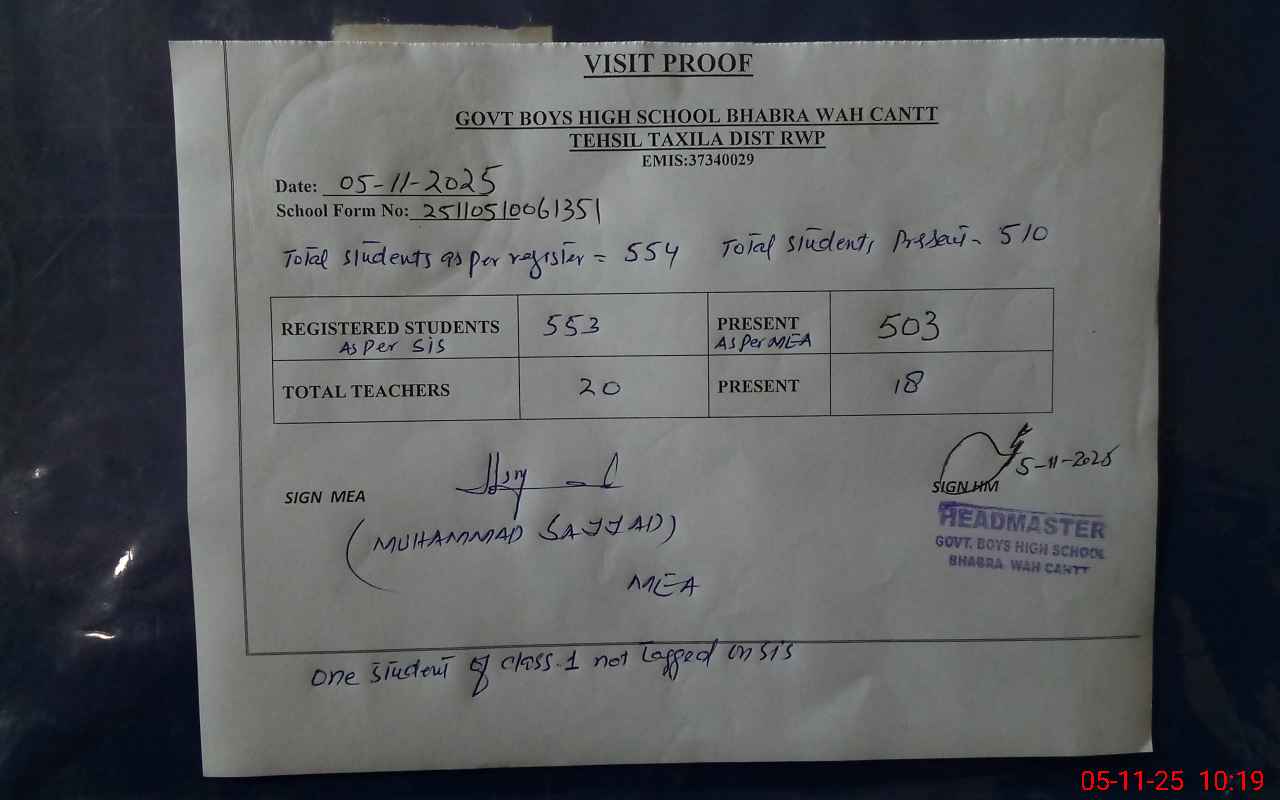 VISIT PROOF
GOVT BOYS HIGH SCHOOL BHABRA WAH CANTT
TEHSIL TAXILA DIST RWP
EMIS:37340029
Date: 05-11-2025
School Form No: 25110510061351
Total students as per register = 554 Total students Present - 510
REGISTERED STUDENTS 553 PRESENT 503
As Per SIS As Per MEA
TOTAL TEACHERS 20 PRESENT 18
5-11-2025
SIGN MEA SIGN HM
(MUHAMMAD SAJJAD)
MEA
HEADMASTER
GOVT. BOYS HIGH SCHOOL
BHABRA WAH CANTT
One student of class-1 not Tagged in SIS
05-11-25 10:19